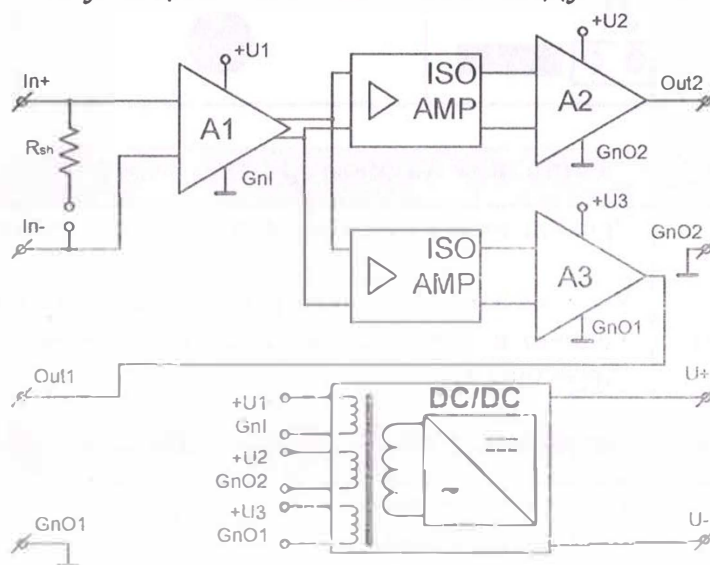 +U1
+U2
In+
A1
ISO
AMP
A2
Out2
Rsh
GnI
GnO2
+U3
In-
ISO
AMP
A3
GnO2
GnO1
Out1
DC/DC
U+
+U1
GnI
+U2
GnO2
+U3
GnO1
GnO1
U-